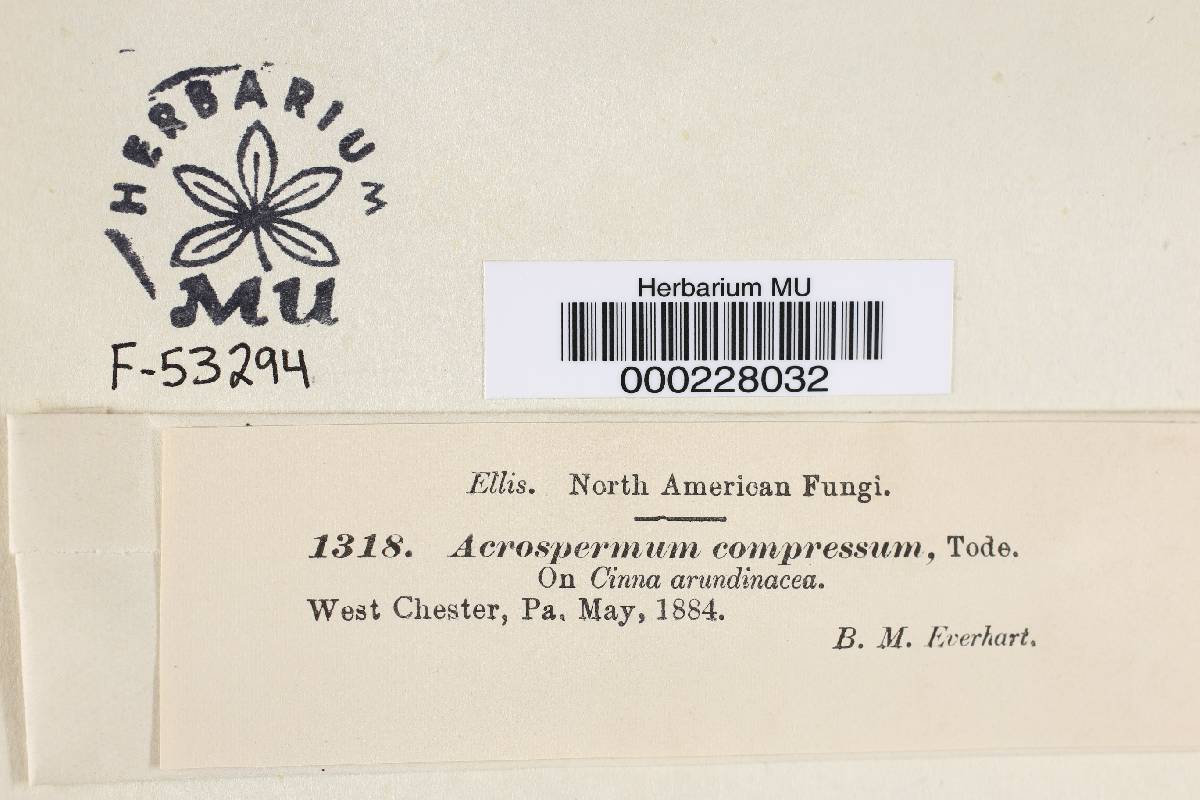 HERBARIUM
MU
F-53294
Herbarium MU
000228032
Ellis. North American Fungi.
1318. Acrospermum compressum, Tode.
On Cinna arundinacea.
West Chester, Pa. May, 1884.
B. M. Everhart.